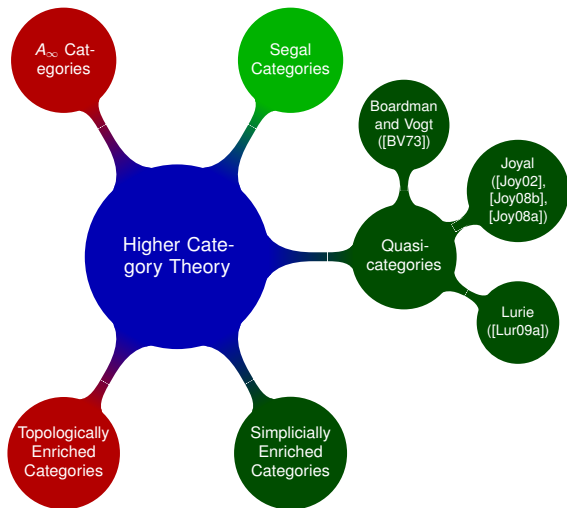 A∞ Cat-
egories
Segal
Categories
Boardman
and Vogt
([BV73])
Joyal
([Joy02],
[Joy08b],
[Joy08a])
Higher Cate-
gory Theory
Quasi-
categories
Lurie
([Lur09a])
Topologically
Enriched
Categories
Simplicially
Enriched
Categories